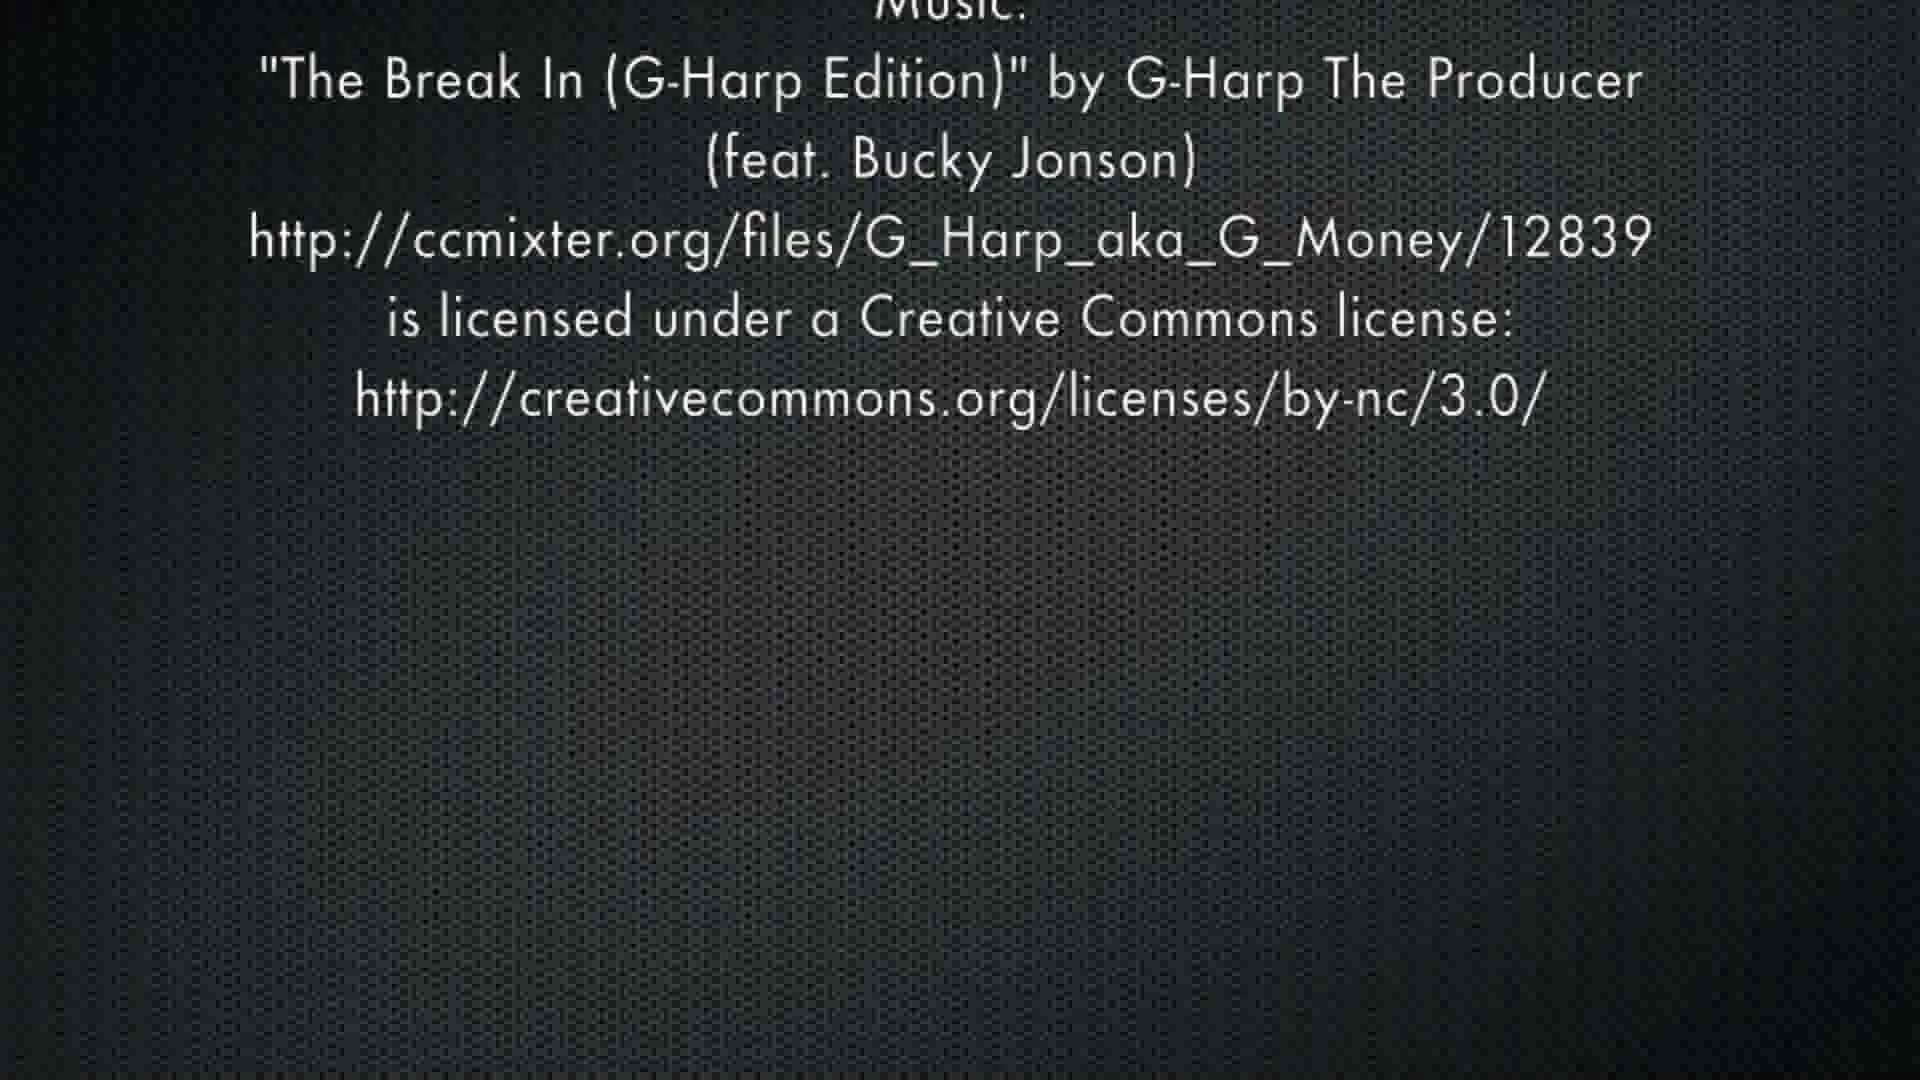 Music:
"The Break In (G-Harp Edition)" by G-Harp The Producer
(feat. Bucky Jonson)
http://ccmixter.org/files/G_Harp_aka_G_Money/12839
is licensed under a Creative Commons license:
http://creativecommons.org/licenses/by-nc/3.0/